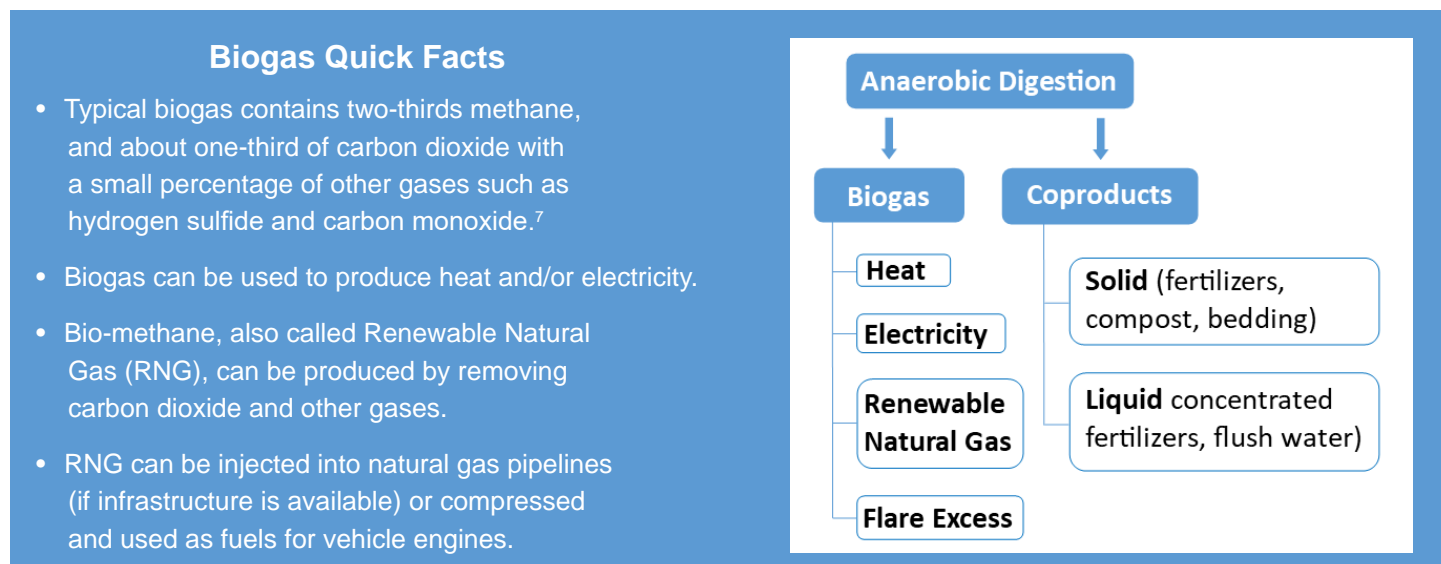 Biogas Quick Facts
• Typical biogas contains two-thirds methane,
and about one-third of carbon dioxide with
a small percentage of other gases such as
hydrogen sulfide and carbon monoxide.⁷
• Biogas can be used to produce heat and/or electricity.
• Bio-methane, also called Renewable Natural
Gas (RNG), can be produced by removing
carbon dioxide and other gases.
• RNG can be injected into natural gas pipelines
(if infrastructure is available) or compressed
and used as fuels for vehicle engines.
Anaerobic Digestion
Biogas
Heat
Electricity
Renewable
Natural Gas
Flare Excess
Coproducts
Solid (fertilizers,
compost, bedding)
Liquid concentrated
fertilizers, flush water)